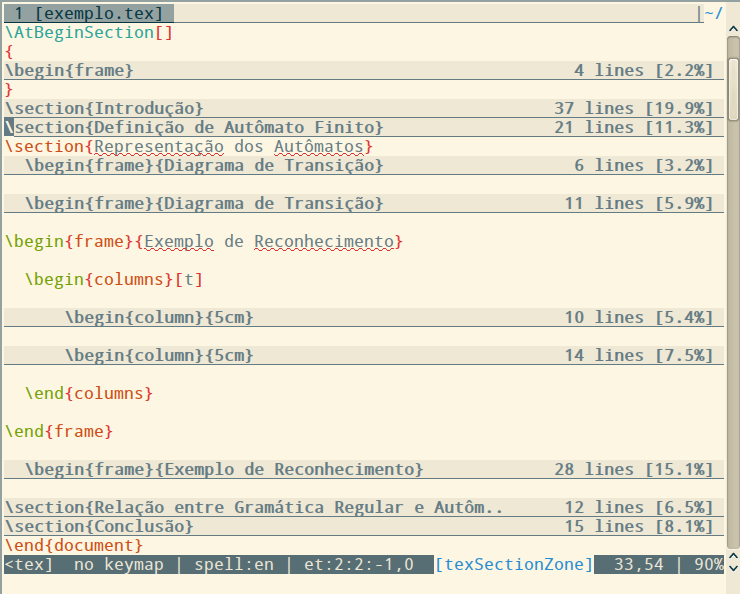 1 [exemplo.tex] ~/
\AtBeginSection[]
{
\begin{frame} 4 lines [2.2%]
}
\section{Introdução} 37 lines [19.9%]
\section{Definição de Autômato Finito} 21 lines [11.3%]
\section{Representação dos Autômatos}
\begin{frame}{Diagrama de Transição} 6 lines [3.2%]
\begin{frame}{Diagrama de Transição} 11 lines [5.9%]
\begin{frame}{Exemplo de Reconhecimento}
\begin{columns}[t]
\begin{column}{5cm} 10 lines [5.4%]
\begin{column}{5cm} 14 lines [7.5%]
\end{columns}
\end{frame}
\begin{frame}{Exemplo de Reconhecimento} 28 lines [15.1%]
\section{Relação entre Gramática Regular e Autôm.. 12 lines [6.5%]
\section{Conclusão} 15 lines [8.1%]
\end{document}
<tex] no keymap | spell:en | et:2:2:-1,0 [texSectionZone] 33,54 | 90%